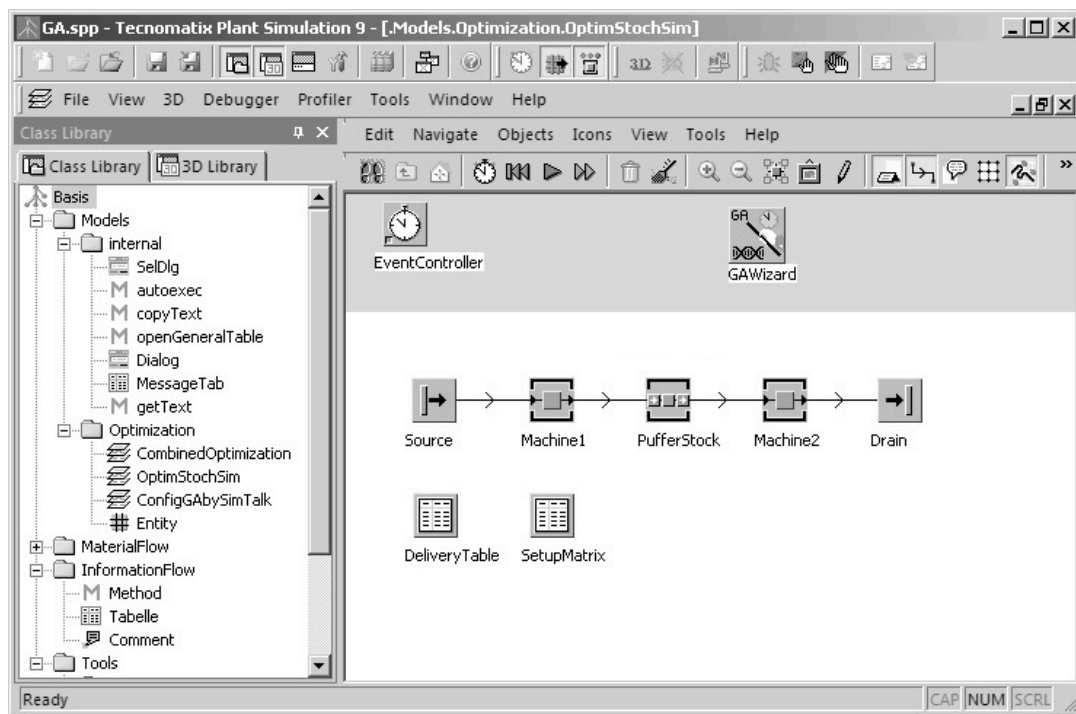 GA.spp - Tecnomatix Plant Simulation 9 - [.Models.Optimization.OptimStochSim]
3D
File View 3D Debugger Profiler Tools Window Help
Class Library
Edit Navigate Objects Icons View Tools Help
Class Library 3D Library
»
Basis
Models
internal
SelDlg
M autoexec
M copyText
M openGeneralTable
Dialog
MessageTab
M getText
Optimization
CombinedOptimization
OptimStochSim
ConfigGAbySimTalk
Entity
MaterialFlow
InformationFlow
M Method
Tabelle
Comment
Tools
EventController
GA
GAWizard
Source Machine1 PufferStock Machine2 Drain
DeliveryTable SetupMatrix
Ready
CAP NUM SCRL